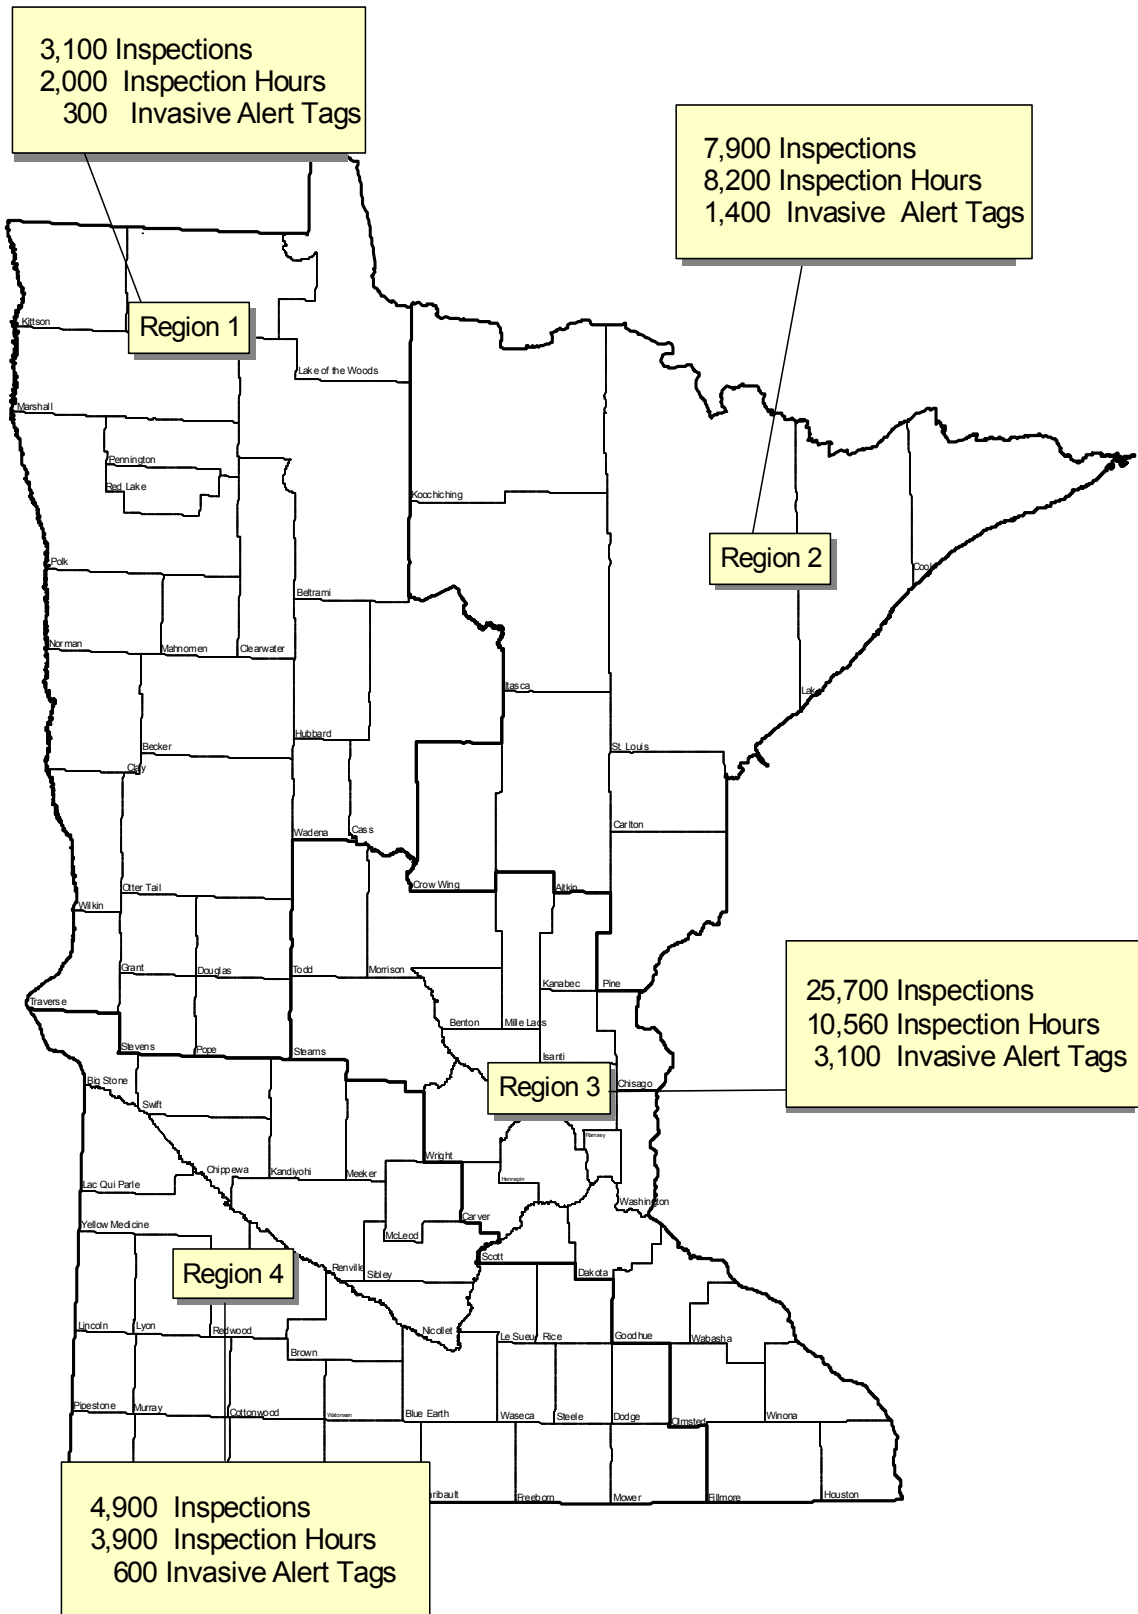 3,100 Inspections
2,000 Inspection Hours
300 Invasive Alert Tags
7,900 Inspections
8,200 Inspection Hours
1,400 Invasive Alert Tags
Region 1
Kittson
Lake of the Woods
Marshall
Pennington
Red Lake
Koochiching
Region 2
Polk
Cook
Beltrami
Norman
Mahnomen
Clearwater
Itasca
Lake
Hubbard
Becker
St. Louis
Clay
Wadena
Cass
Carlton
Otter Tail
Crow Wing
Aitkin
Wilkin
Grant
Douglas
Todd
Morrison
Kanabec
Pine
25,700 Inspections
10,560 Inspection Hours
3,100 Invasive Alert Tags
Traverse
Benton
Mille Lacs
Stevens
Pope
Stearns
Isanti
Region 3
Chisago
Big Stone
Swift
Ramsey
Wright
Chippewa
Kandiyohi
Meeker
Hennepin
Lac Qui Parle
Washington
Carver
Yellow Medicine
McLeod
Scott
Region 4
Renville
Sibley
Dakota
Lincoln
Lyon
Redwood
Nicollet
Le Sueur
Rice
Goodhue
Wabasha
Brown
Pipestone
Murray
Cottonwood
Watonwan
Blue Earth
Waseca
Steele
Dodge
Olmsted
Winona
4,900 Inspections
3,900 Inspection Hours
600 Invasive Alert Tags
ribault
Freeborn
Mower
Fillmore
Houston